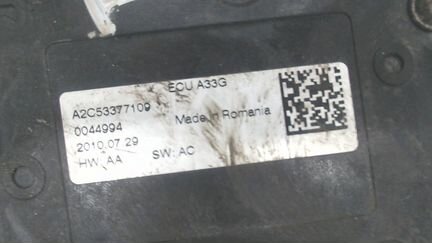 ECU A33G
A2C53377109
0044994
Made in Romania
2010.07.29
HW: AA
SW: AC